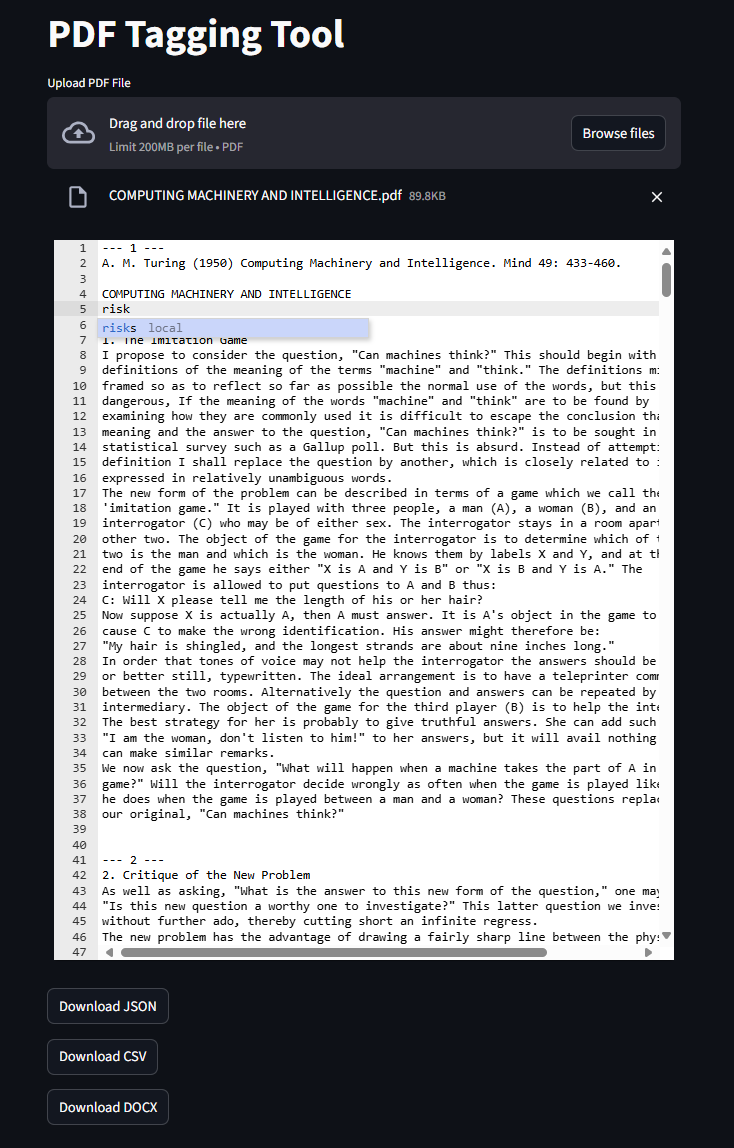 PDF Tagging Tool
Upload PDF File
Drag and drop file here
Limit 200MB per file • PDF
Browse files
COMPUTING MACHINERY AND INTELLIGENCE.pdf 89.8KB
1 --- 1 ---
2 A. M. Turing (1950) Computing Machinery and Intelligence. Mind 49: 433-460.
3
4 COMPUTING MACHINERY AND INTELLIGENCE
5 risk
6 risks local
7 1. The Imitation Game
8 I propose to consider the question, "Can machines think?" This should begin with
9 definitions of the meaning of the terms "machine" and "think." The definitions
10 framed so as to reflect so far as possible the normal use of the words, but this
11 dangerous, If the meaning of the words "machine" and "think" are to be found by
12 examining how they are commonly used it is difficult to escape the conclusion
13 meaning and the answer to the question, "Can machines think?" is to be sought in
14 statistical survey such as a Gallup poll. But this is absurd. Instead of
15 definition I shall replace the question by another, which is closely related to
16 expressed in relatively unambiguous words.
17 The new form of the problem can be described in terms of a game which we call
18 'imitation game." It is played with three people, a man (A), a woman (B), and an
19 interrogator (C) who may be of either sex. The interrogator stays in a room
20 other two. The object of the game for the interrogator is to determine which of
21 two is the man and which is the woman. He knows them by labels X and Y, and at
22 end of the game he says either "X is A and Y is B" or "X is B and Y is A." The
23 interrogator is allowed to put questions to A and B thus:
24 C: Will X please tell me the length of his or her hair?
25 Now suppose X is actually A, then A must answer. It is A's object in the game to
26 cause C to make the wrong identification. His answer might therefore be:
27 "My hair is shingled, and the longest strands are about nine inches long."
28 In order that tones of voice may not help the interrogator the answers should be
29 or better still, typewritten. The ideal arrangement is to have a teleprinter
30 between the two rooms. Alternatively the question and answers can be repeated by
31 intermediary. The object of the game for the third player (B) is to help the
32 The best strategy for her is probably to give truthful answers. She can add such
33 "I am the woman, don't listen to him!" to her answers, but it will avail nothing
34 can make similar remarks.
35 We now ask the question, "What will happen when a machine takes the part of A in
36 game?" Will the interrogator decide wrongly as often when the game is played
37 he does when the game is played between a man and a woman? These questions
38 our original, "Can machines think?"
39
40
41 --- 2 ---
42 2. Critique of the New Problem
43 As well as asking, "What is the answer to this new form of the question," one may
44 "Is this new question a worthy one to investigate?" This latter question we
45 without further ado, thereby cutting short an infinite regress.
46 The new problem has the advantage of drawing a fairly sharp line between the
47
Download JSON
Download CSV
Download DOCX